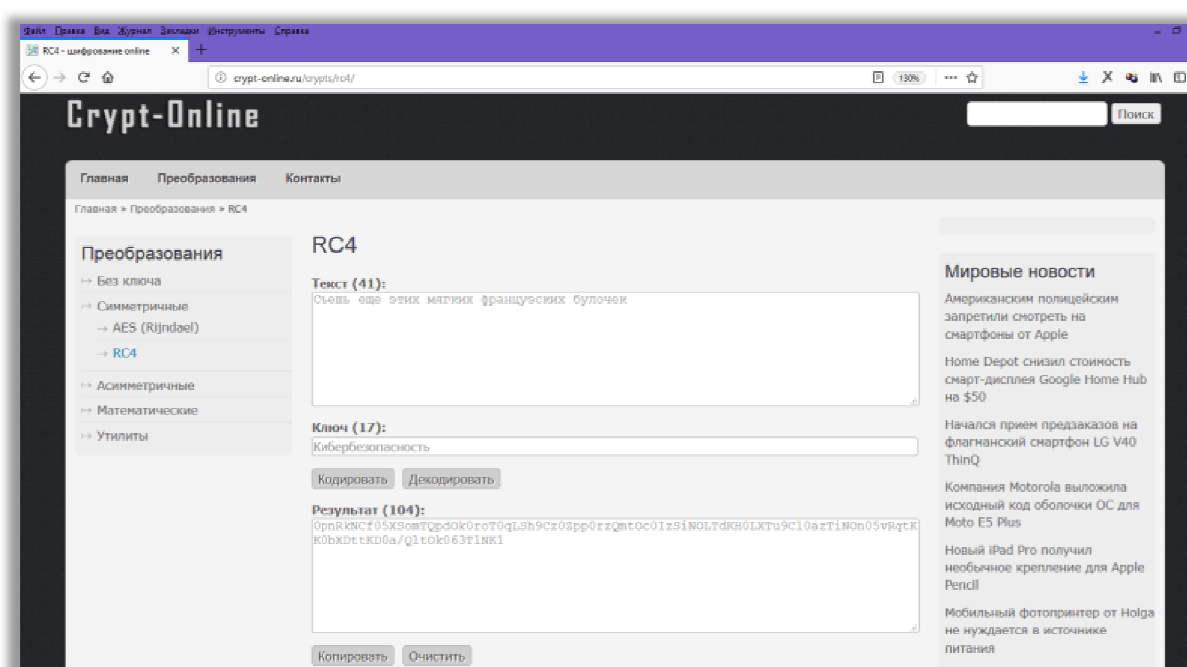 Файл Правка Вид Журнал Закладки Инструменты Справка
RC4 - шифрование online
crypt-online.ru/crypts/rc4/
130%
Crypt-Online
Поиск
Главная Преобразования Контакты
Главная » Преобразования » RC4
Преобразования
Без ключа
Симметричные
AES (Rijndael)
RC4
Асимметричные
Математические
Утилиты
RC4
Текст (41):
Съешь еще этих мягких французских булочек
Ключ (17):
Кибербезопасность
Кодировать Декодировать
Результат (104):
Копировать Очистить
Мировые новости
Американским полицейским
запретили смотреть на
смартфоны от Apple
Home Depot снизил стоимость
смарт-дисплея Google Home Hub
на $50
Начался прием предзаказов на
флагманский смартфон LG V40
ThinQ
Компания Motorola выложила
исходный код оболочки ОС для
Moto E5 Plus
Новый iPad Pro получил
необычное крепление для Apple
Pencil
Мобильный фотопринтер от Holga
не нуждается в источнике
питания